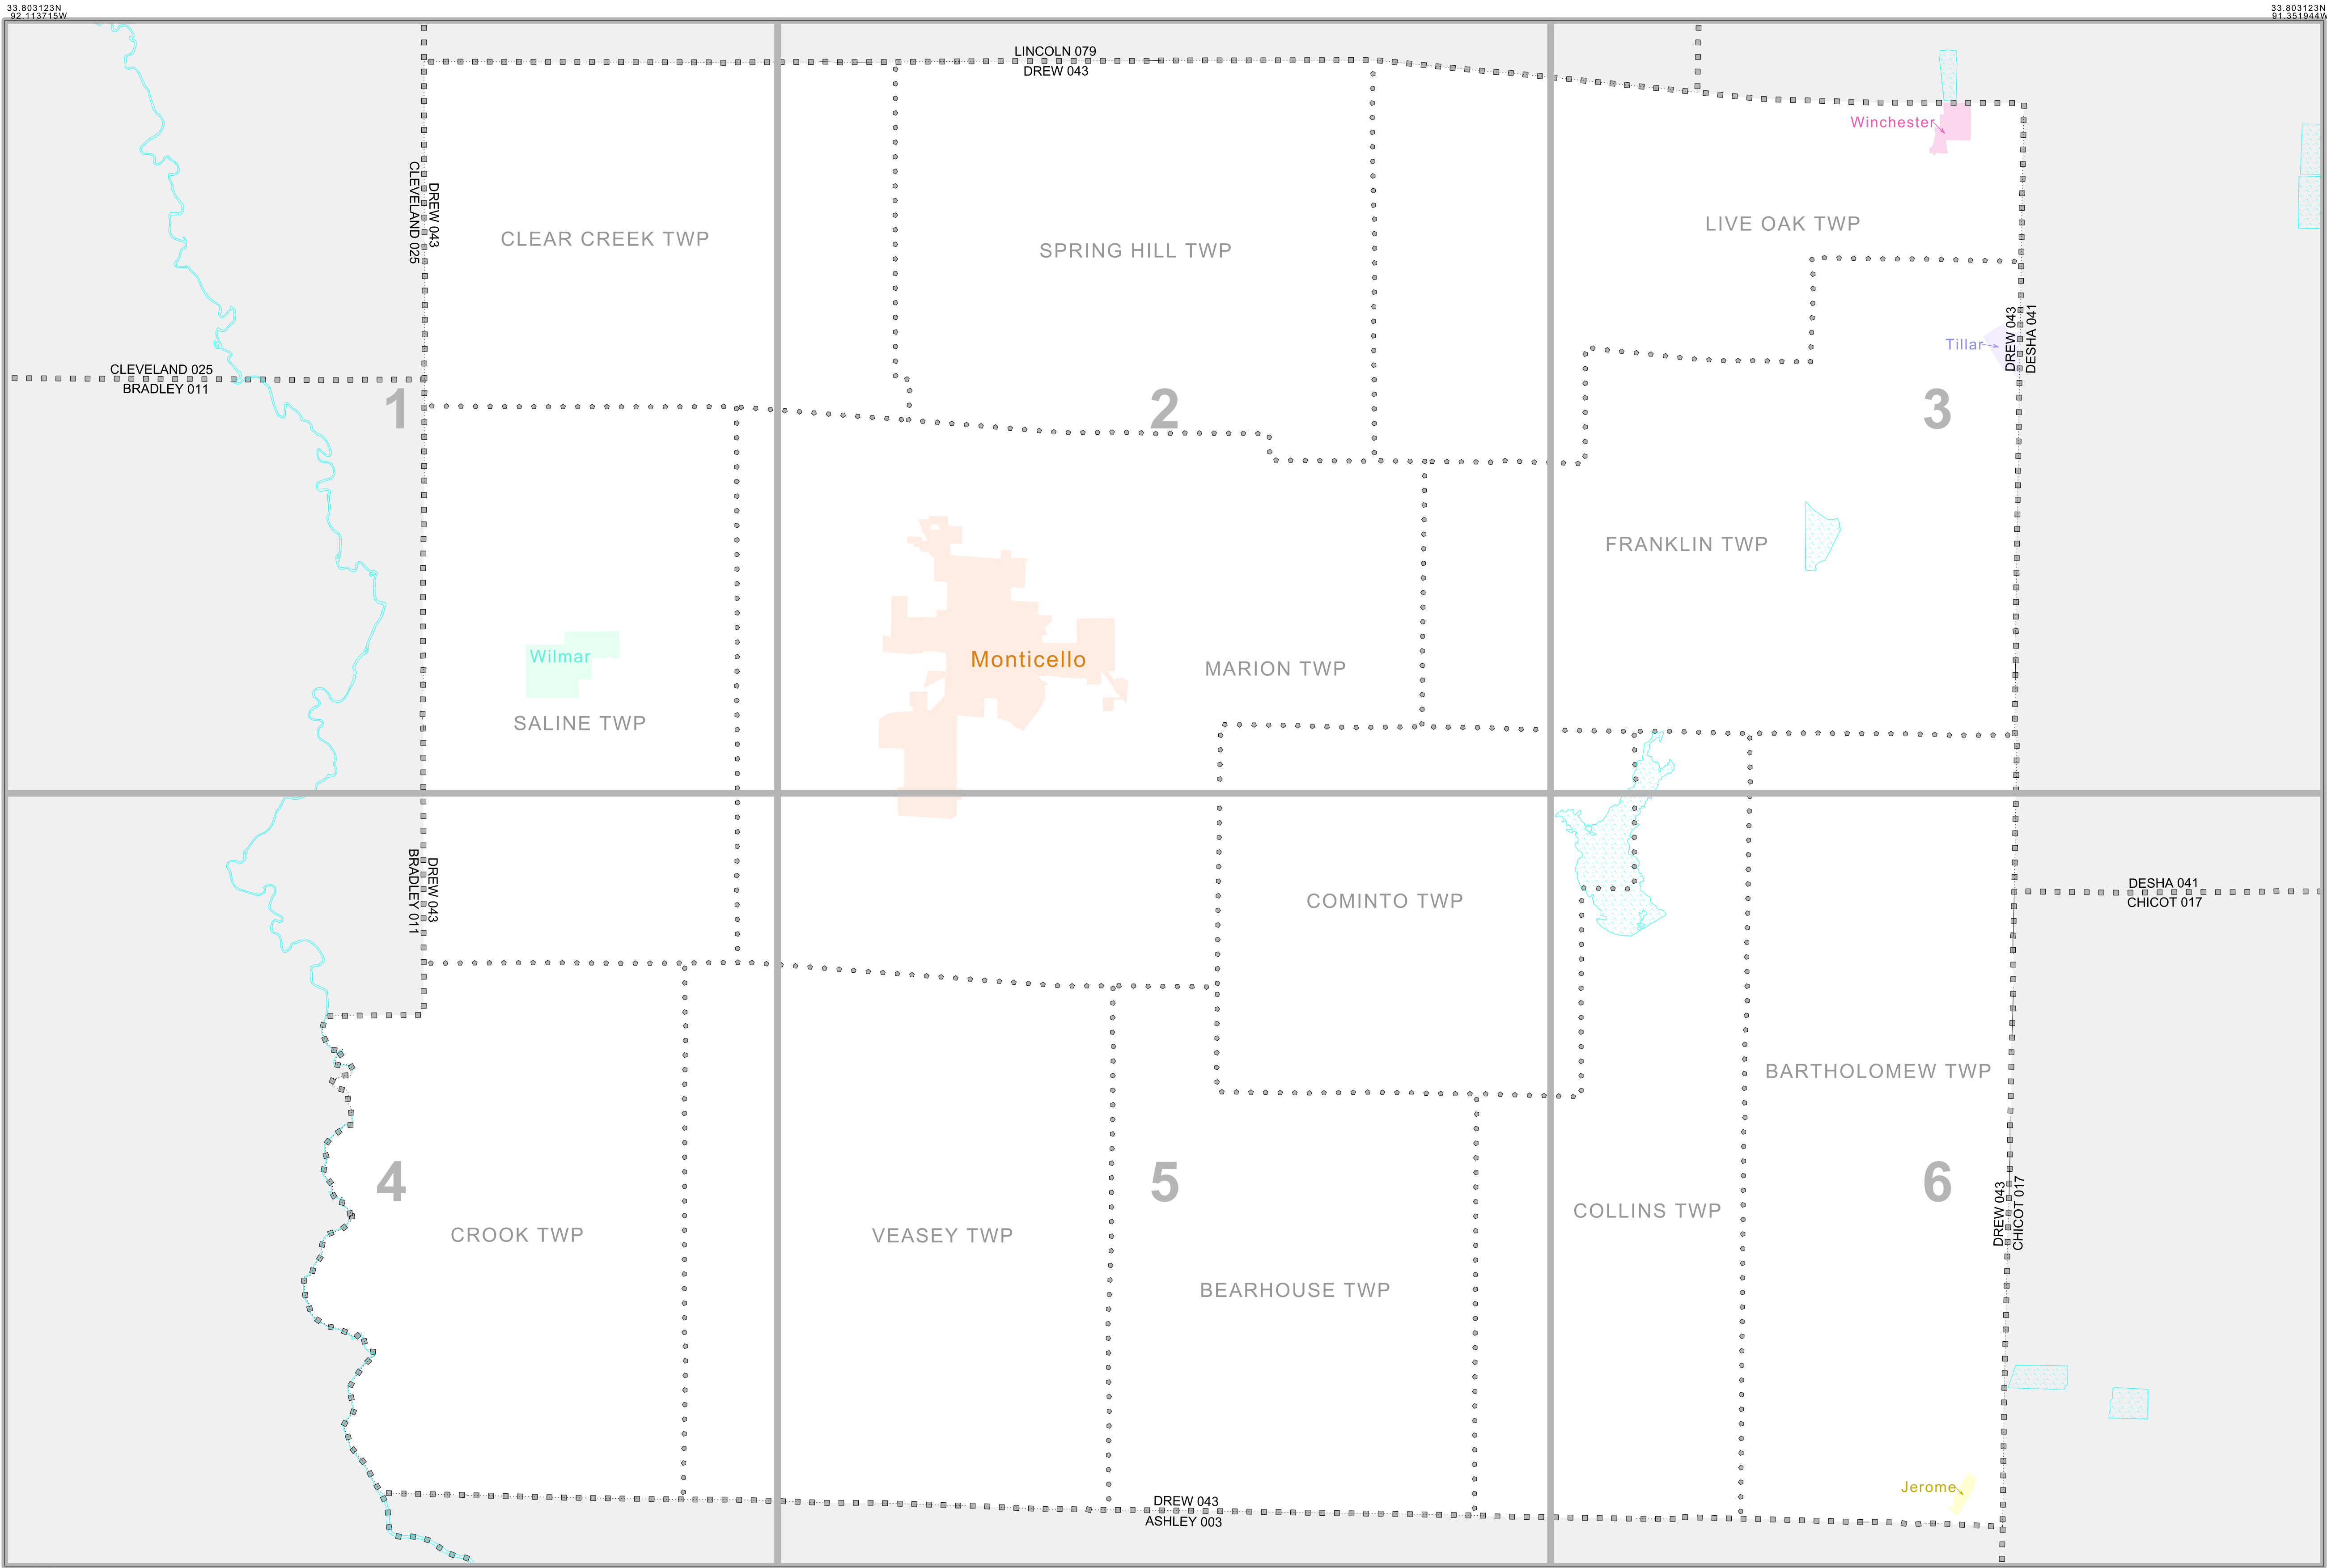 33.803123N
92.113715W
33.803123N
91.351944W
LINCOLN 079
DREW 043
Winchester
CLEVELAND 025
DREW 043
CLEAR CREEK TWP
SPRING HILL TWP
LIVE OAK TWP
DREW 043
DESHA 041
Tillar
CLEVELAND 025
BRADLEY 011
1
2
3
FRANKLIN TWP
Wilmar
Monticello
MARION TWP
SALINE TWP
BRADLEY 011
DREW 043
COMINTO TWP
DESHA 041
CHICOT 017
BARTHOLOMEW TWP
4
5
6
CROOK TWP
VEASEY TWP
COLLINS TWP
DREW 043
CHICOT 017
BEARHOUSE TWP
Jerome
DREW 043
ASHLEY 003